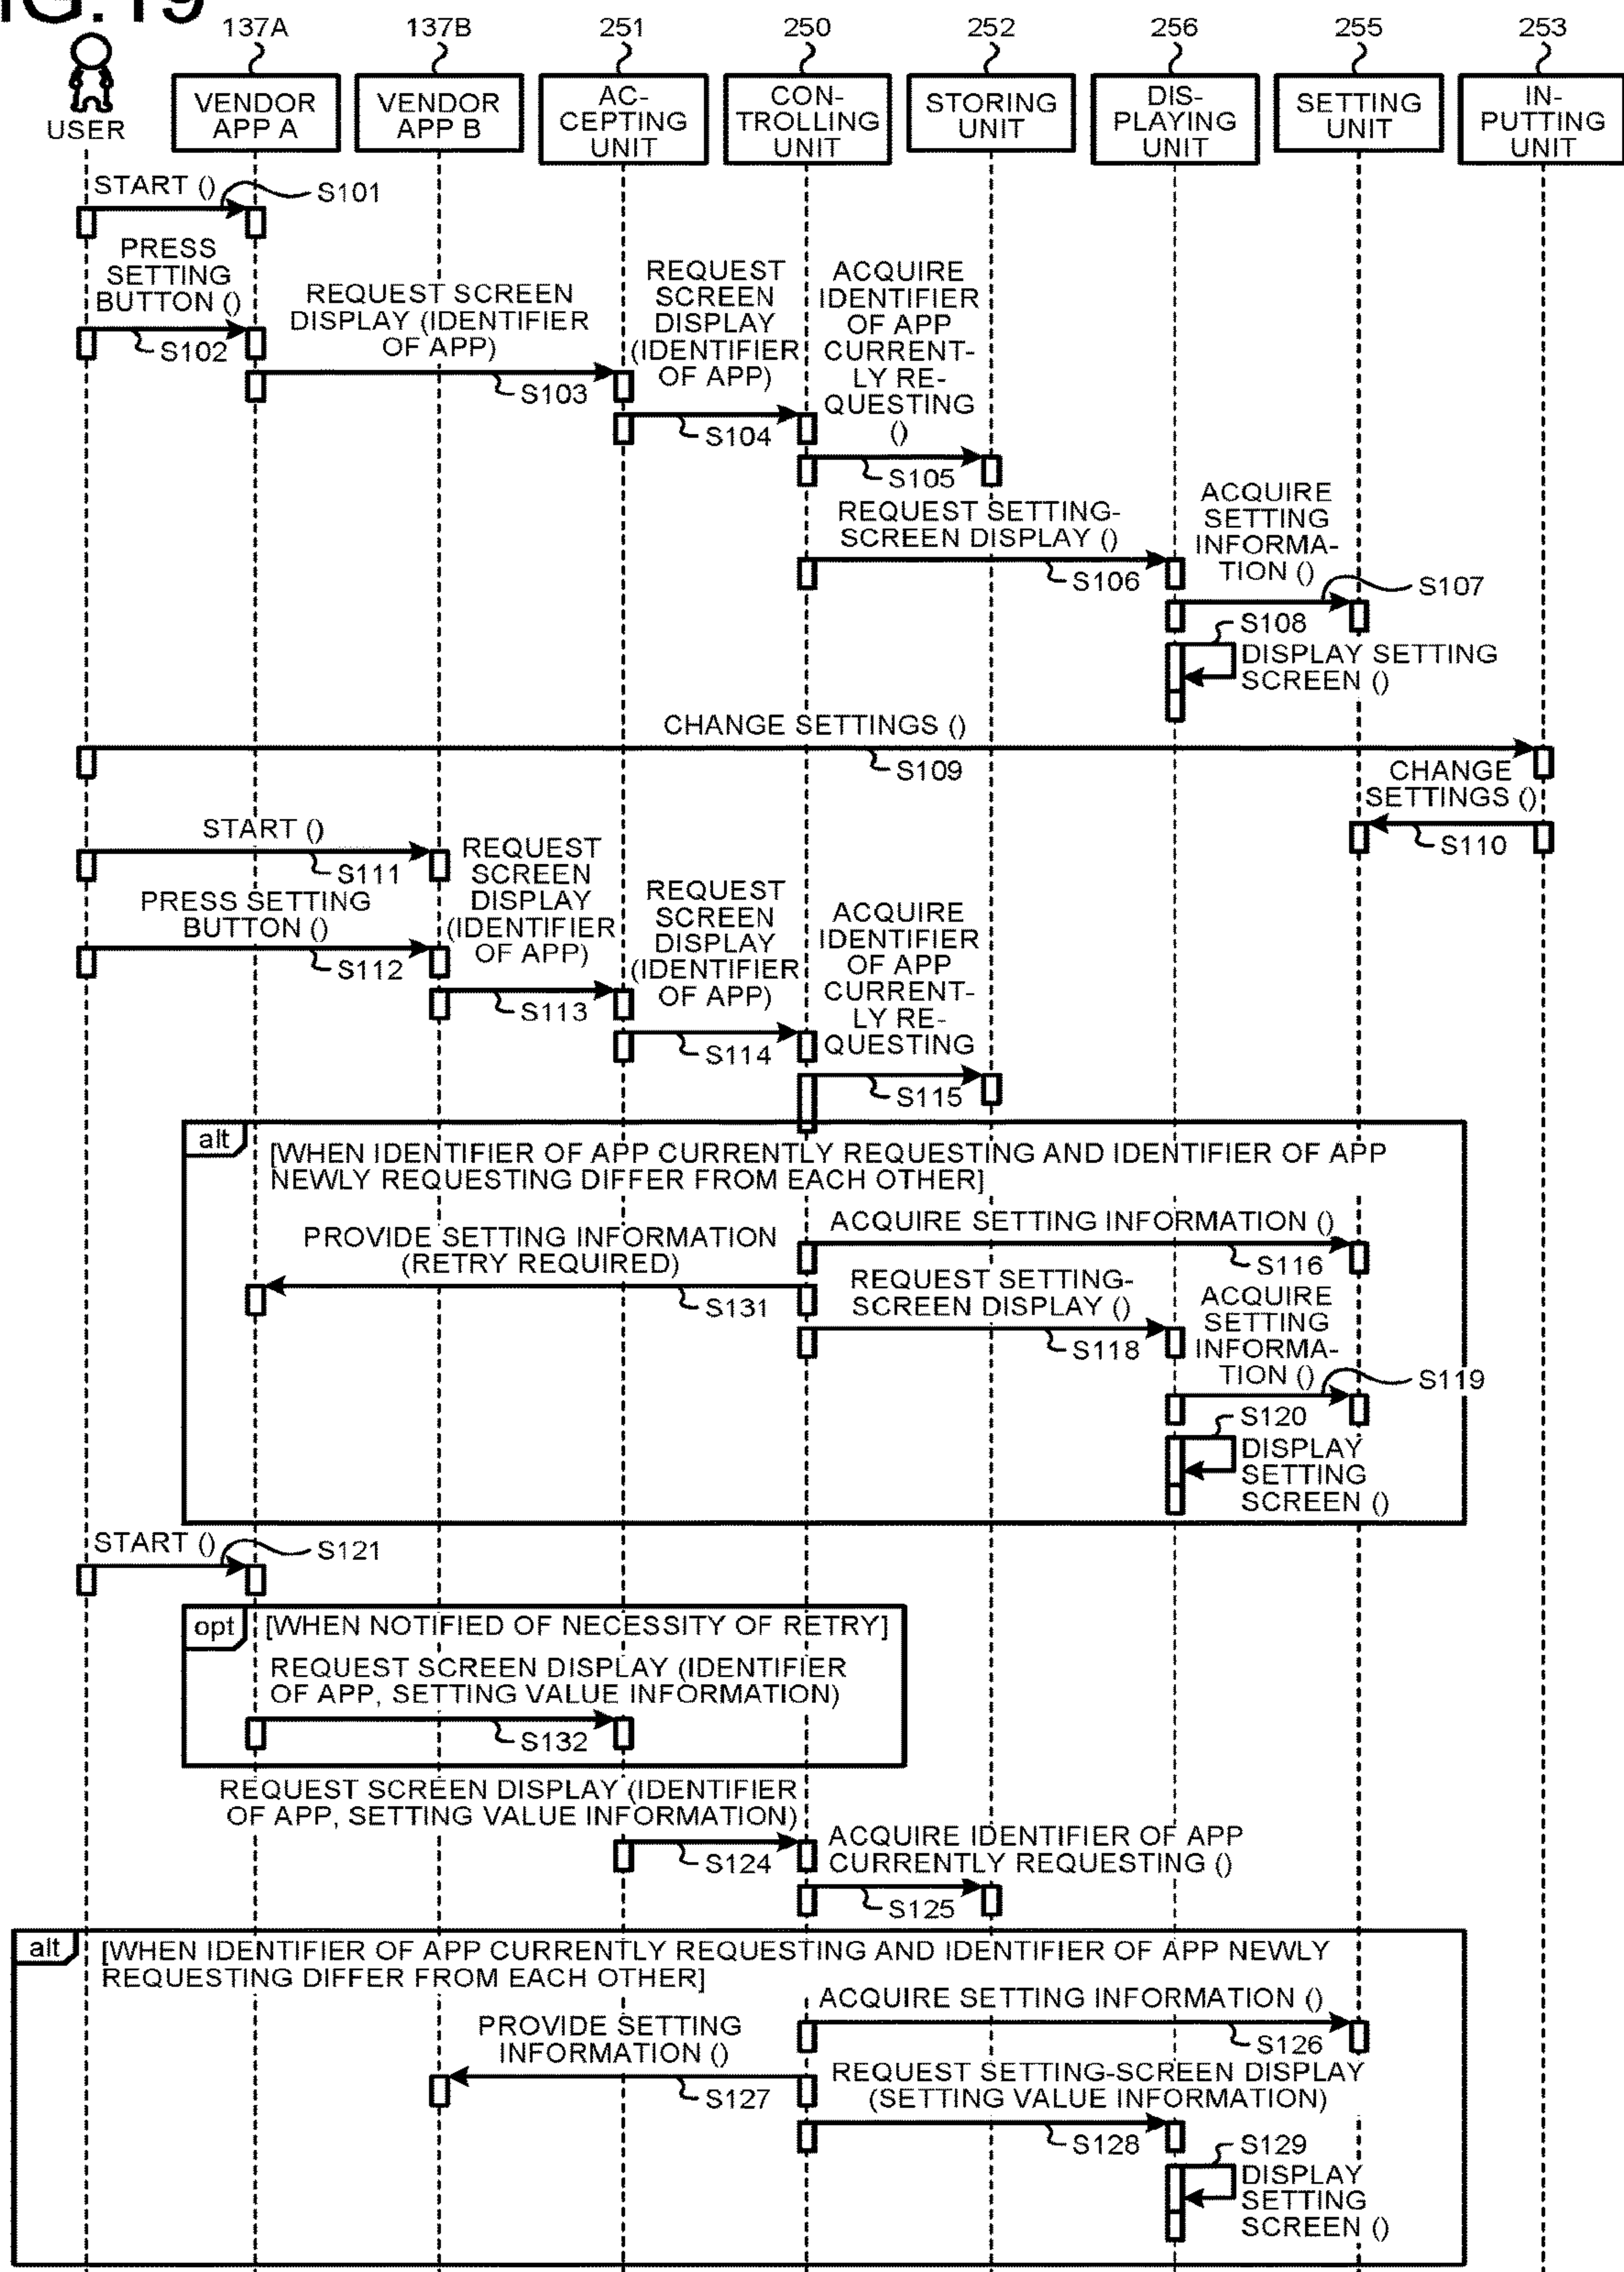 FIG.19
137A
137B
251
250
252
256
255
253
USER
VENDOR
APP A
VENDOR
APP B
AC-
CEPTING
UNIT
CON-
TROLLING
UNIT
STORING
UNIT
DIS-
PLAYING
UNIT
SETTING
UNIT
IN-
PUTTING
UNIT
START ()
S101
PRESS
SETTING
BUTTON ()
S102
REQUEST SCREEN
DISPLAY (IDENTIFIER
OF APP)
S103
REQUEST
SCREEN
DISPLAY
(IDENTIFIER
OF APP)
S104
ACQUIRE
IDENTIFIER
OF APP
CURRENT-
LY RE-
QUESTING
()
S105
REQUEST SETTING-
SCREEN DISPLAY ()
S106
ACQUIRE
SETTING
INFORMA-
TION ()
S107
S108
DISPLAY SETTING
SCREEN ()
CHANGE SETTINGS ()
S109
CHANGE
SETTINGS ()
S110
START ()
S111
PRESS SETTING
BUTTON ()
S112
REQUEST
SCREEN
DISPLAY
(IDENTIFIER
OF APP)
S113
REQUEST
SCREEN
DISPLAY
(IDENTIFIER
OF APP)
S114
ACQUIRE
IDENTIFIER
OF APP
CURRENT-
LY RE-
QUESTING
S115
alt
[WHEN IDENTIFIER OF APP CURRENTLY REQUESTING AND IDENTIFIER OF APP
NEWLY REQUESTING DIFFER FROM EACH OTHER]
ACQUIRE SETTING INFORMATION ()
S116
PROVIDE SETTING INFORMATION
(RETRY REQUIRED)
S131
REQUEST SETTING-
SCREEN DISPLAY ()
S118
ACQUIRE
SETTING
INFORMA-
TION ()
S119
S120
DISPLAY
SETTING
SCREEN ()
START ()
S121
opt
[WHEN NOTIFIED OF NECESSITY OF RETRY]
REQUEST SCREEN DISPLAY (IDENTIFIER
OF APP, SETTING VALUE INFORMATION)
S132
REQUEST SCREEN DISPLAY (IDENTIFIER
OF APP, SETTING VALUE INFORMATION)
S124
ACQUIRE IDENTIFIER OF APP
CURRENTLY REQUESTING ()
S125
alt
[WHEN IDENTIFIER OF APP CURRENTLY REQUESTING AND IDENTIFIER OF APP NEWLY
REQUESTING DIFFER FROM EACH OTHER]
ACQUIRE SETTING INFORMATION ()
S126
PROVIDE SETTING
INFORMATION ()
S127
REQUEST SETTING-SCREEN DISPLAY
(SETTING VALUE INFORMATION)
S128
S129
DISPLAY
SETTING
SCREEN ()